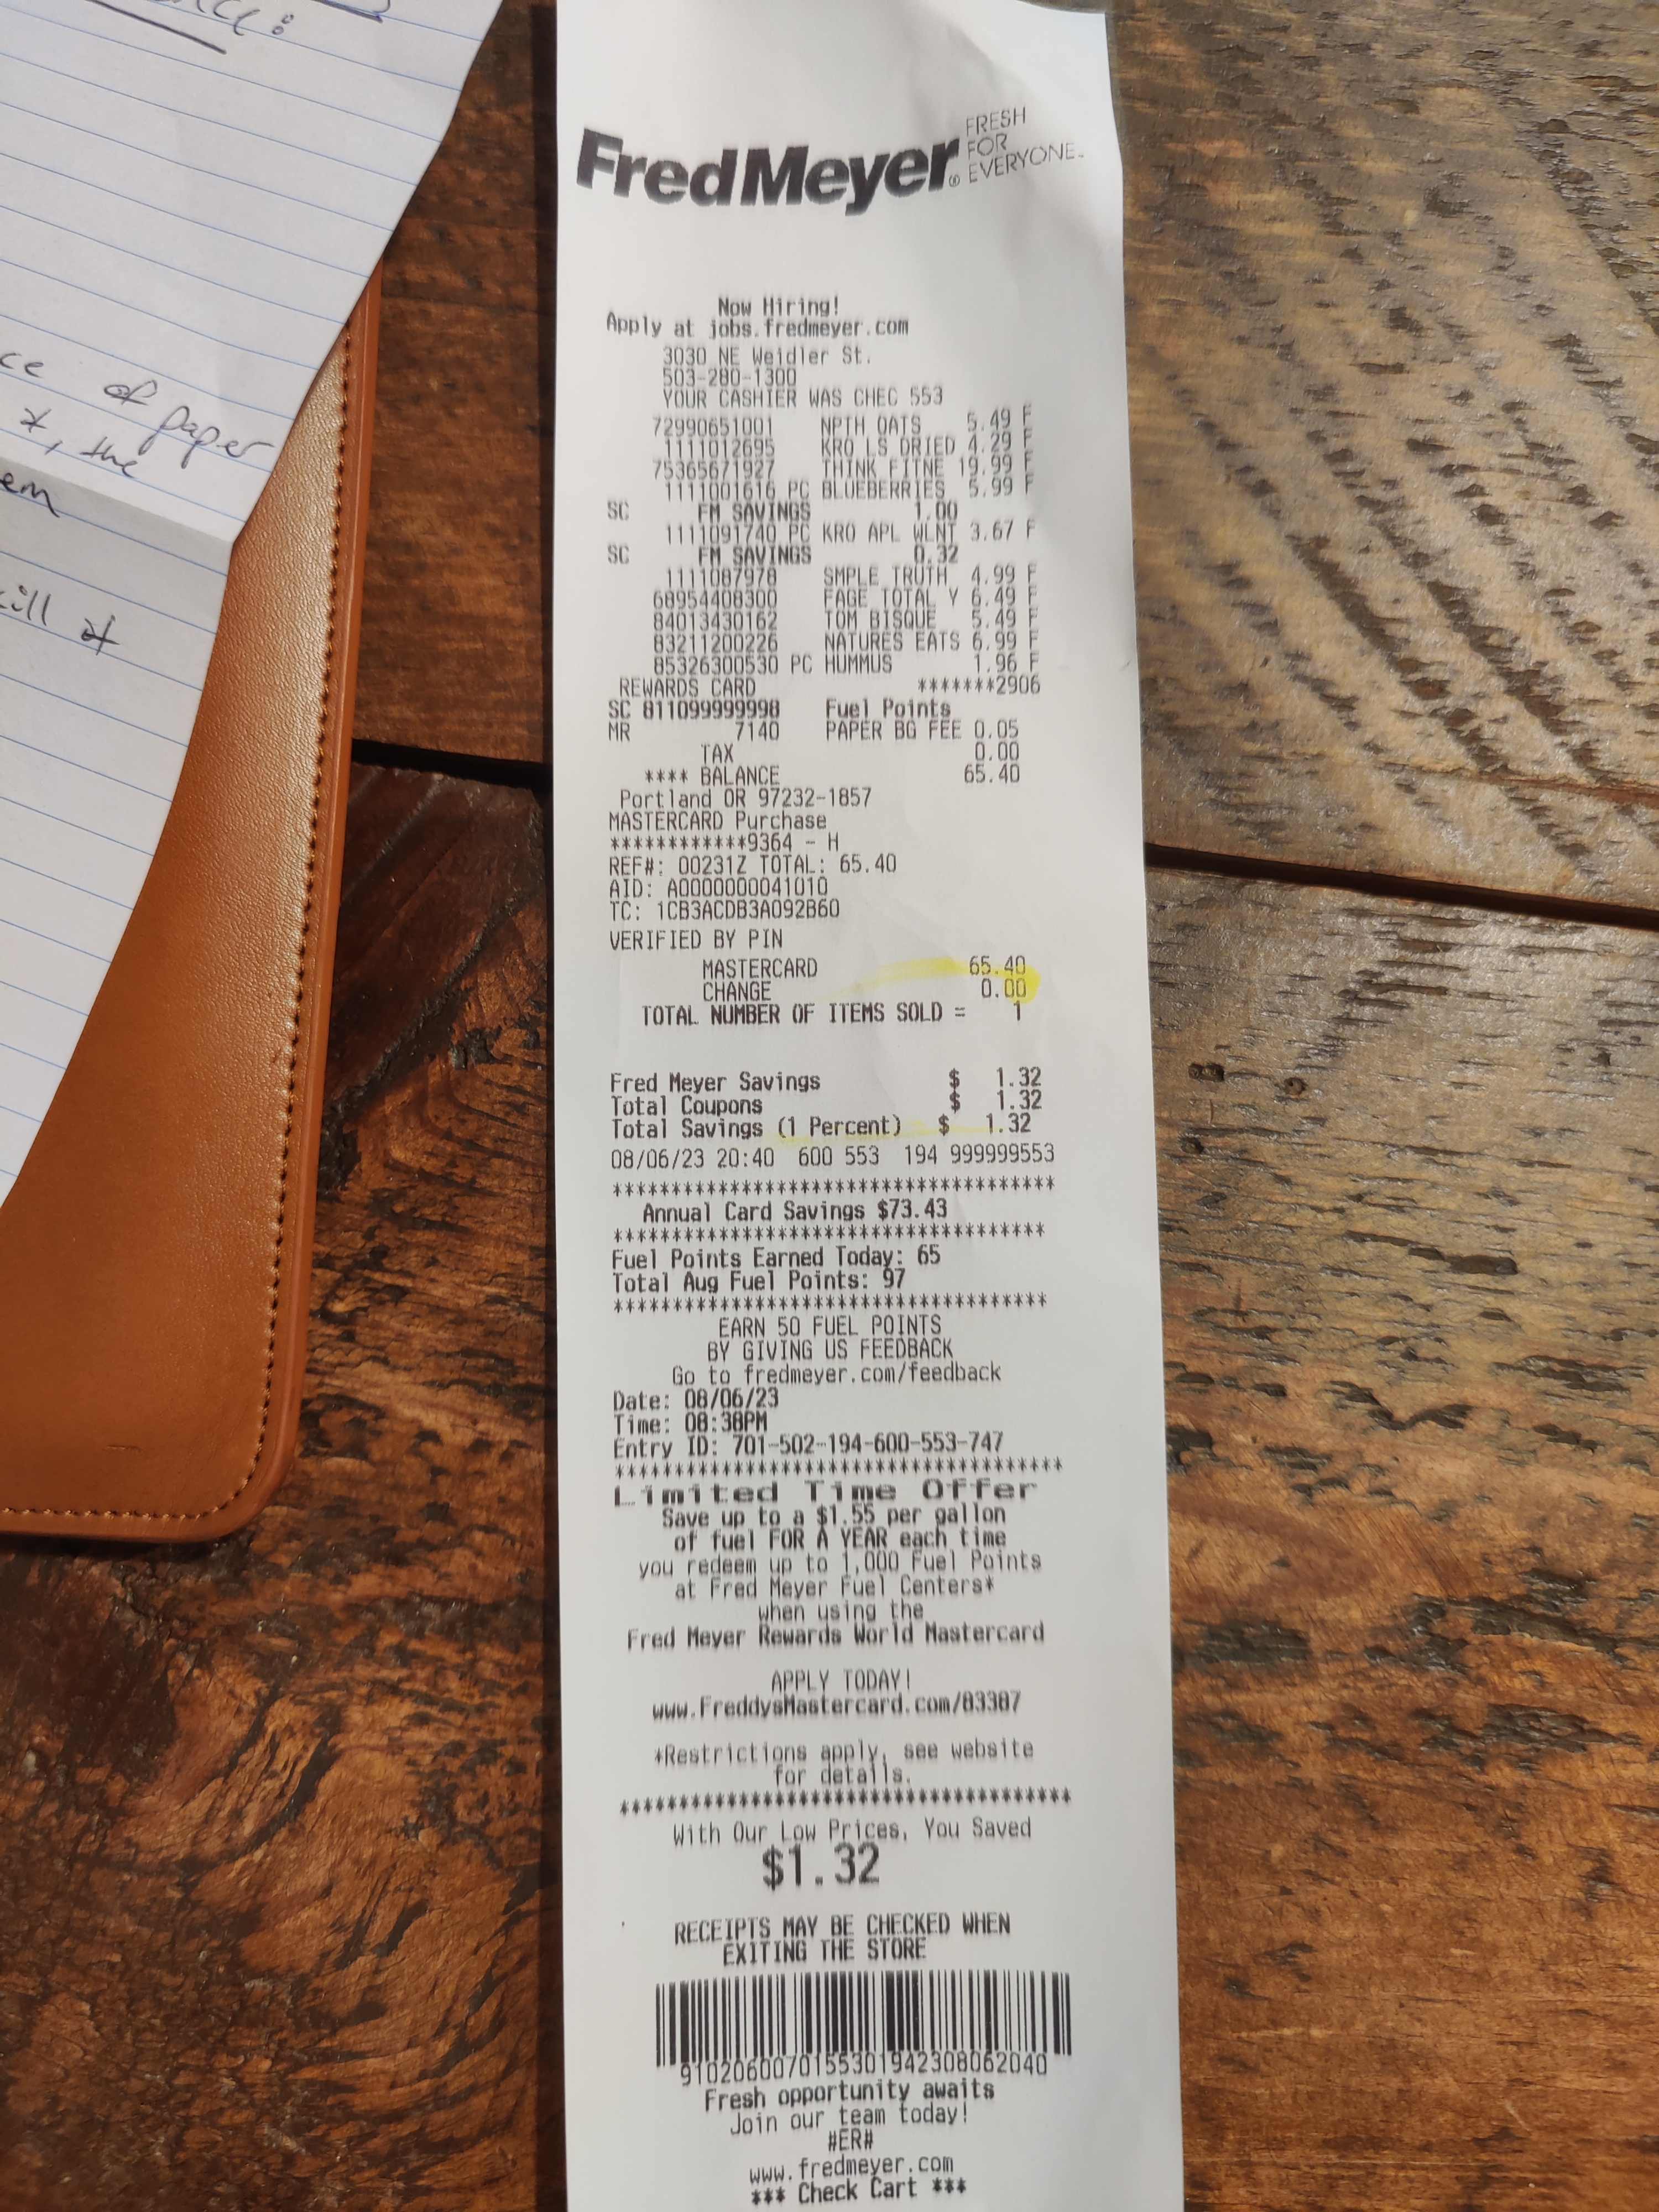 FredMeyer® FRESH
FOR
EVERYONE™
Now Hiring!
Apply at jobs.fredmeyer.com
3030 NE Weidler St.
503-280-1300
YOUR CASHIER WAS CHEC 553
72990651001 NPTH OATS 5.49 F
1111012695 KRO LS DRIED 4.29 F
75365671927 THINK FITNE 19.99 F
1111001616 PC BLUEBERRIES 5.99 F
SC FM SAVINGS 1.00
1111091740 PC KRO APL WLNT 3.67 F
SC FM SAVINGS 0.32
1111087978 SMPLE TRUTH 4.99 F
68954408300 FAGE TOTAL Y 6.49 F
84013430162 TOM BISQUE 5.49 F
83211200226 NATURES EATS 6.99 F
85326300530 PC HUMMUS 1.96 F
REWARDS CARD *******2906
SC 811099999998 Fuel Points
MR 7140 PAPER BG FEE 0.05
TAX 0.00
**** BALANCE 65.40
Portland OR 97232-1857
MASTERCARD Purchase
************9364 - H
REF#: 00231Z TOTAL: 65.40
AID: A0000000041010
TC: 1CB3ACDB3A092B60
VERIFIED BY PIN
MASTERCARD 65.40
CHANGE 0.00
TOTAL NUMBER OF ITEMS SOLD = 1
Fred Meyer Savings $ 1.32
Total Coupons $ 1.32
Total Savings (1 Percent) $ 1.32
08/06/23 20:40 600 553 194 999999553
*************************************
Annual Card Savings $73.43
*************************************
Fuel Points Earned Today: 65
Total Aug Fuel Points: 97
*************************************
EARN 50 FUEL POINTS
BY GIVING US FEEDBACK
Go to fredmeyer.com/feedback
Date: 08/06/23
Time: 08:38PM
Entry ID: 701-502-194-600-553-747
*************************************
Limited Time Offer
Save up to a $1.55 per gallon
of fuel FOR A YEAR each time
you redeem up to 1,000 Fuel Points
at Fred Meyer Fuel Centers*
when using the
Fred Meyer Rewards World Mastercard
APPLY TODAY!
www.FreddysMastercard.com/83387
*Restrictions apply, see website
for details.
*************************************
With Our Low Prices, You Saved
$1.32
RECEIPTS MAY BE CHECKED WHEN
EXITING THE STORE
9102060070155301942308062040
Fresh opportunity awaits
Join our team today!
#ER#
www.fredmeyer.com
*** Check Cart ***
of paper
the